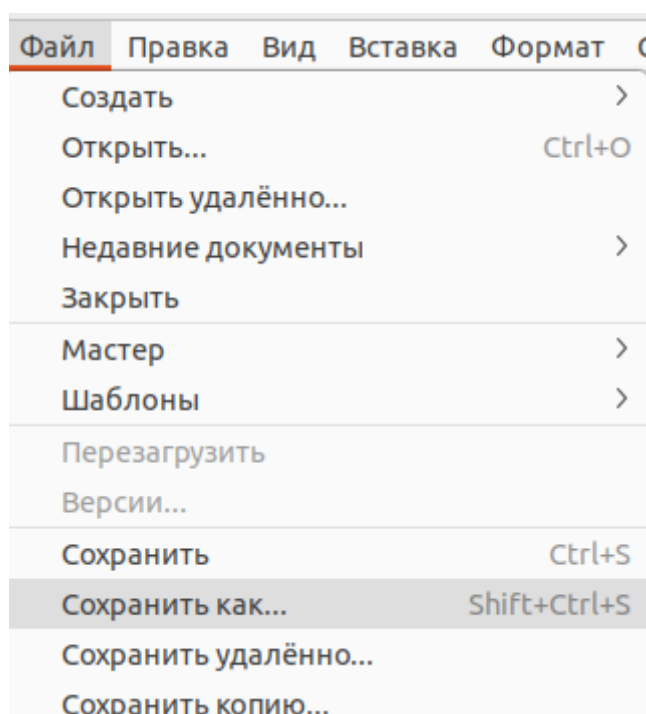 Файл Правка Вид Вставка Формат
Создать
Открыть... Ctrl+O
Открыть удалённо...
Недавние документы
Закрыть
Мастер
Шаблоны
Перезагрузить
Версии...
Сохранить Ctrl+S
Сохранить как... Shift+Ctrl+S
Сохранить удалённо...
Сохранить копию...